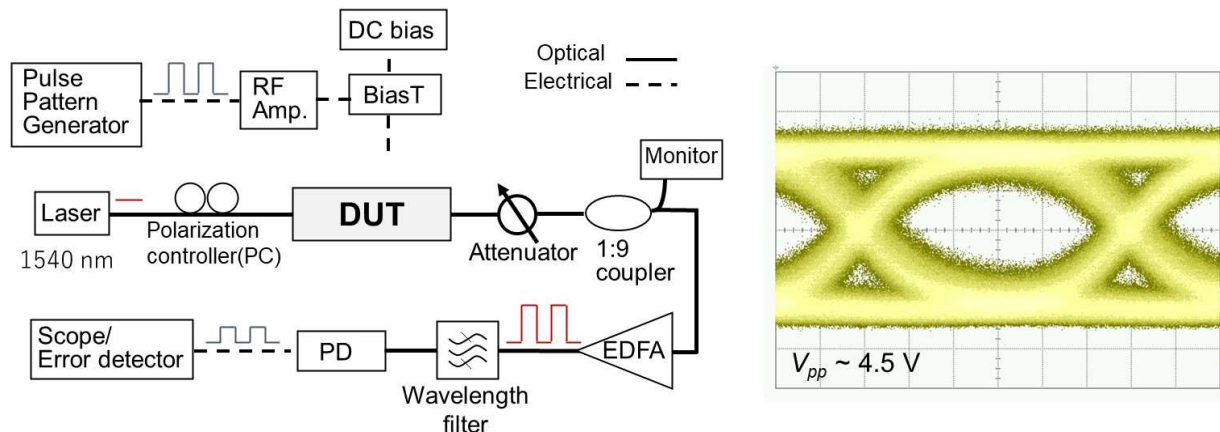 DC bias
Pulse
Pattern
Generator
RF
Amp.
BiasT
Optical
Electrical
Monitor
Laser
1540 nm
Polarization
controller(PC)
DUT
Attenuator
1:9
coupler
Scope/
Error detector
PD
Wavelength
filter
EDFA
Vpp ~ 4.5 V